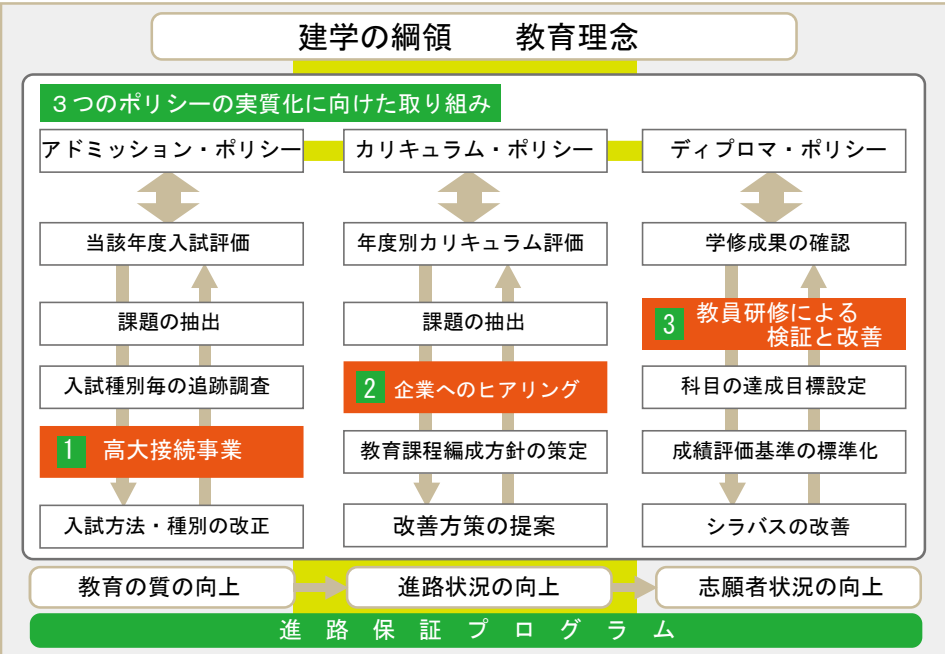 建学の綱領　教育理念
３つのポリシーの実質化に向けた取り組み
アドミッション・ポリシー
当該年度入試評価
課題の抽出
入試種別毎の追跡調査
1 高大接続事業
入試方法・種別の改正
カリキュラム・ポリシー
年度別カリキュラム評価
課題の抽出
2 企業へのヒアリング
教育課程編成方針の策定
改善方策の提案
ディプロマ・ポリシー
学修成果の確認
3 教員研修による
検証と改善
科目の達成目標設定
成績評価基準の標準化
シラバスの改善
教育の質の向上
進路状況の向上
志願者状況の向上
進路保証プログラム